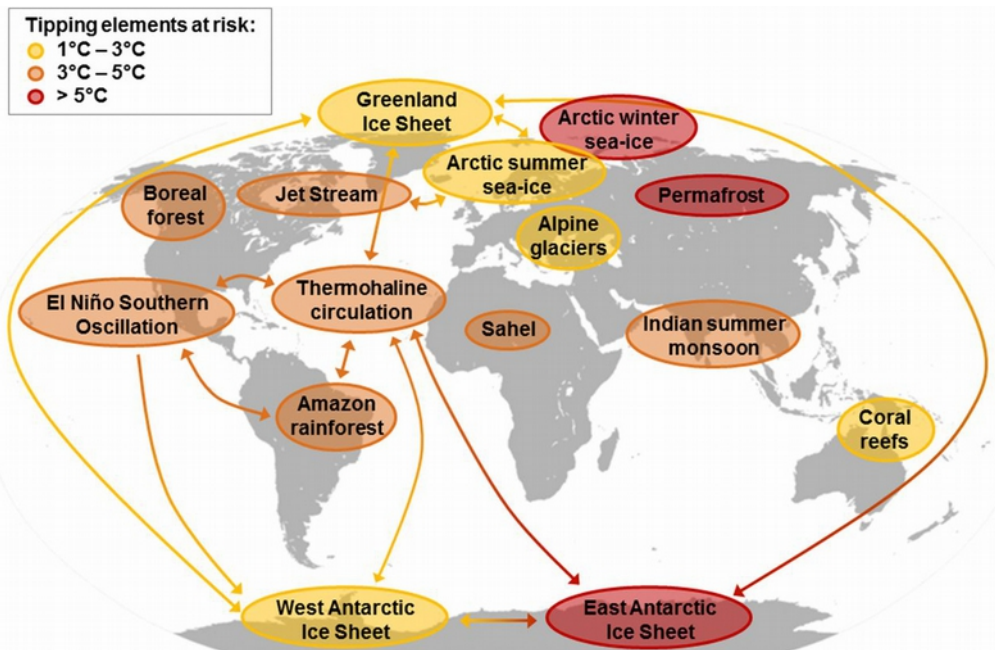 Tipping elements at risk:
1°C – 3°C
3°C – 5°C
> 5°C
Greenland
Ice Sheet
Arctic winter
sea-ice
Arctic summer
sea-ice
Boreal
forest
Jet Stream
Permafrost
Alpine
glaciers
El Niño Southern
Oscillation
Thermohaline
circulation
Sahel
Indian summer
monsoon
Amazon
rainforest
Coral
reefs
West Antarctic
Ice Sheet
East Antarctic
Ice Sheet